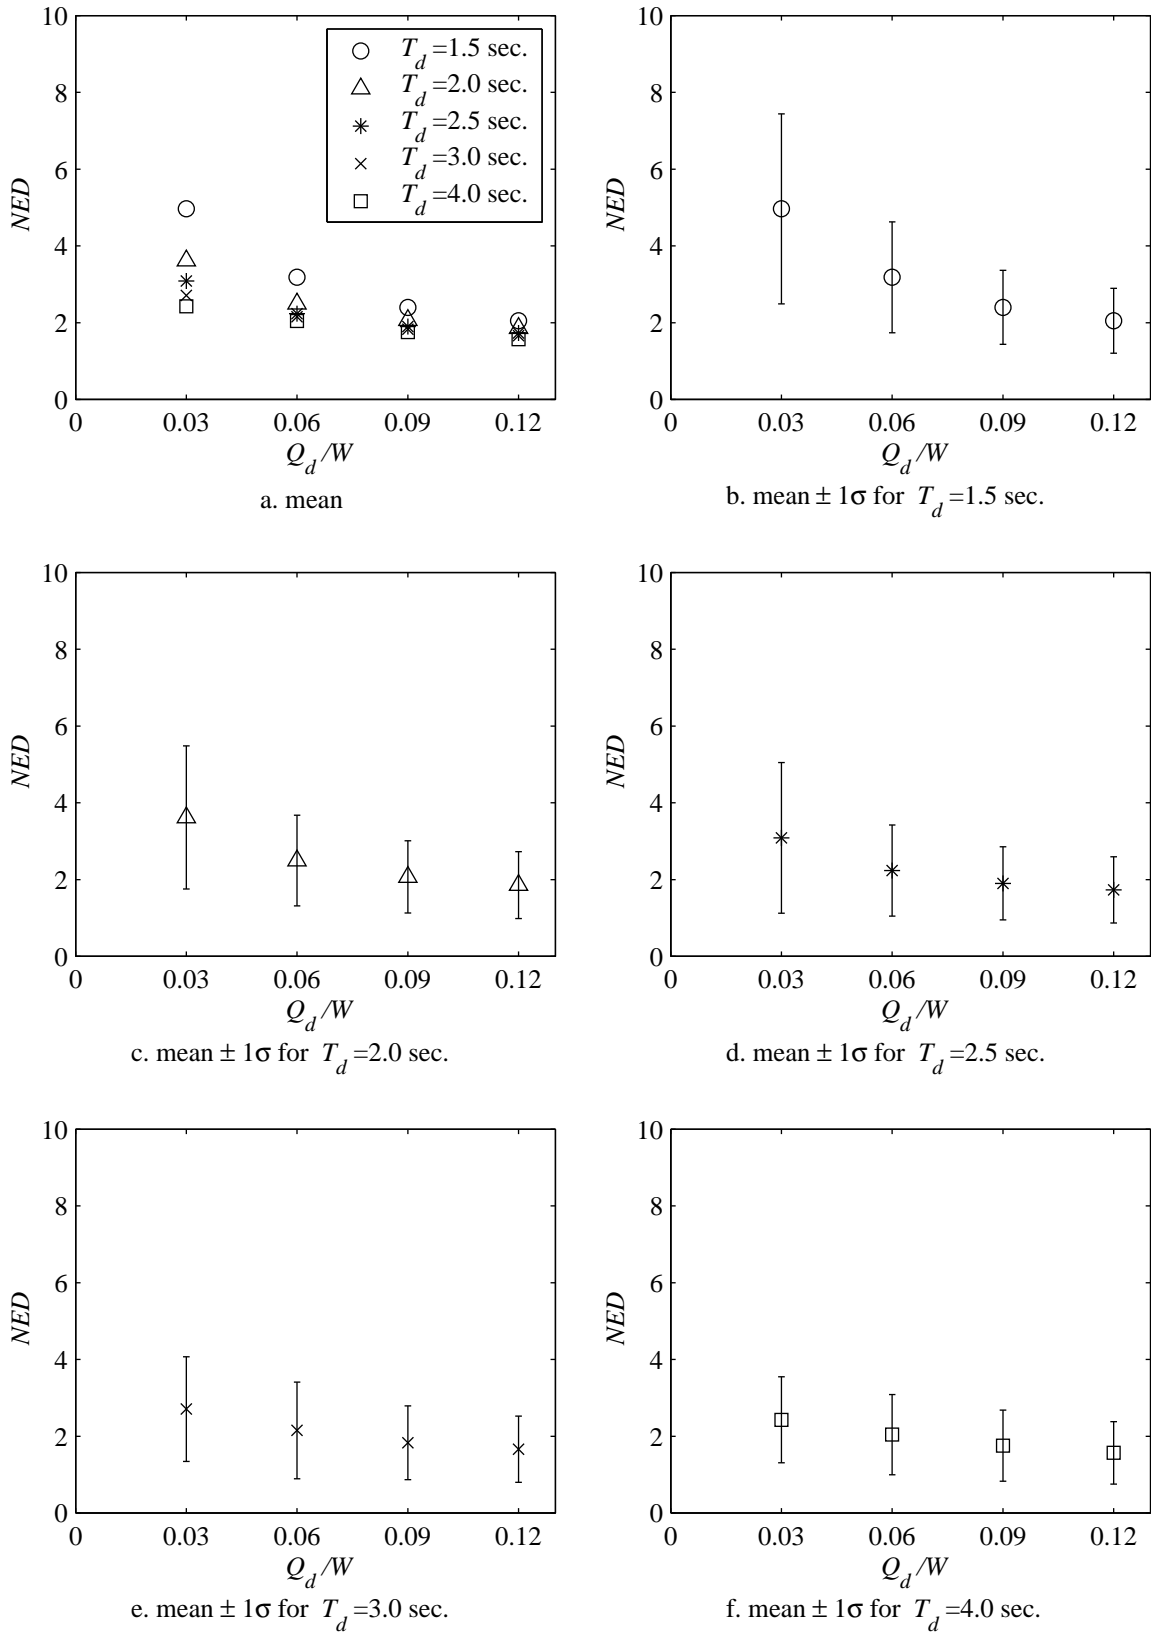 10
8
6
4
2
0
NED
T_d =1.5 sec.
T_d =2.0 sec.
T_d =2.5 sec.
T_d =3.0 sec.
T_d =4.0 sec.
0 0.03 0.06 0.09 0.12
Q_d /W
a. mean
10
8
6
4
2
0
NED
0 0.03 0.06 0.09 0.12
Q_d /W
b. mean ± 1σ for T_d =1.5 sec.
10
8
6
4
2
0
NED
0 0.03 0.06 0.09 0.12
Q_d /W
c. mean ± 1σ for T_d =2.0 sec.
10
8
6
4
2
0
NED
0 0.03 0.06 0.09 0.12
Q_d /W
d. mean ± 1σ for T_d =2.5 sec.
10
8
6
4
2
0
NED
0 0.03 0.06 0.09 0.12
Q_d /W
e. mean ± 1σ for T_d =3.0 sec.
10
8
6
4
2
0
NED
0 0.03 0.06 0.09 0.12
Q_d /W
f. mean ± 1σ for T_d =4.0 sec.